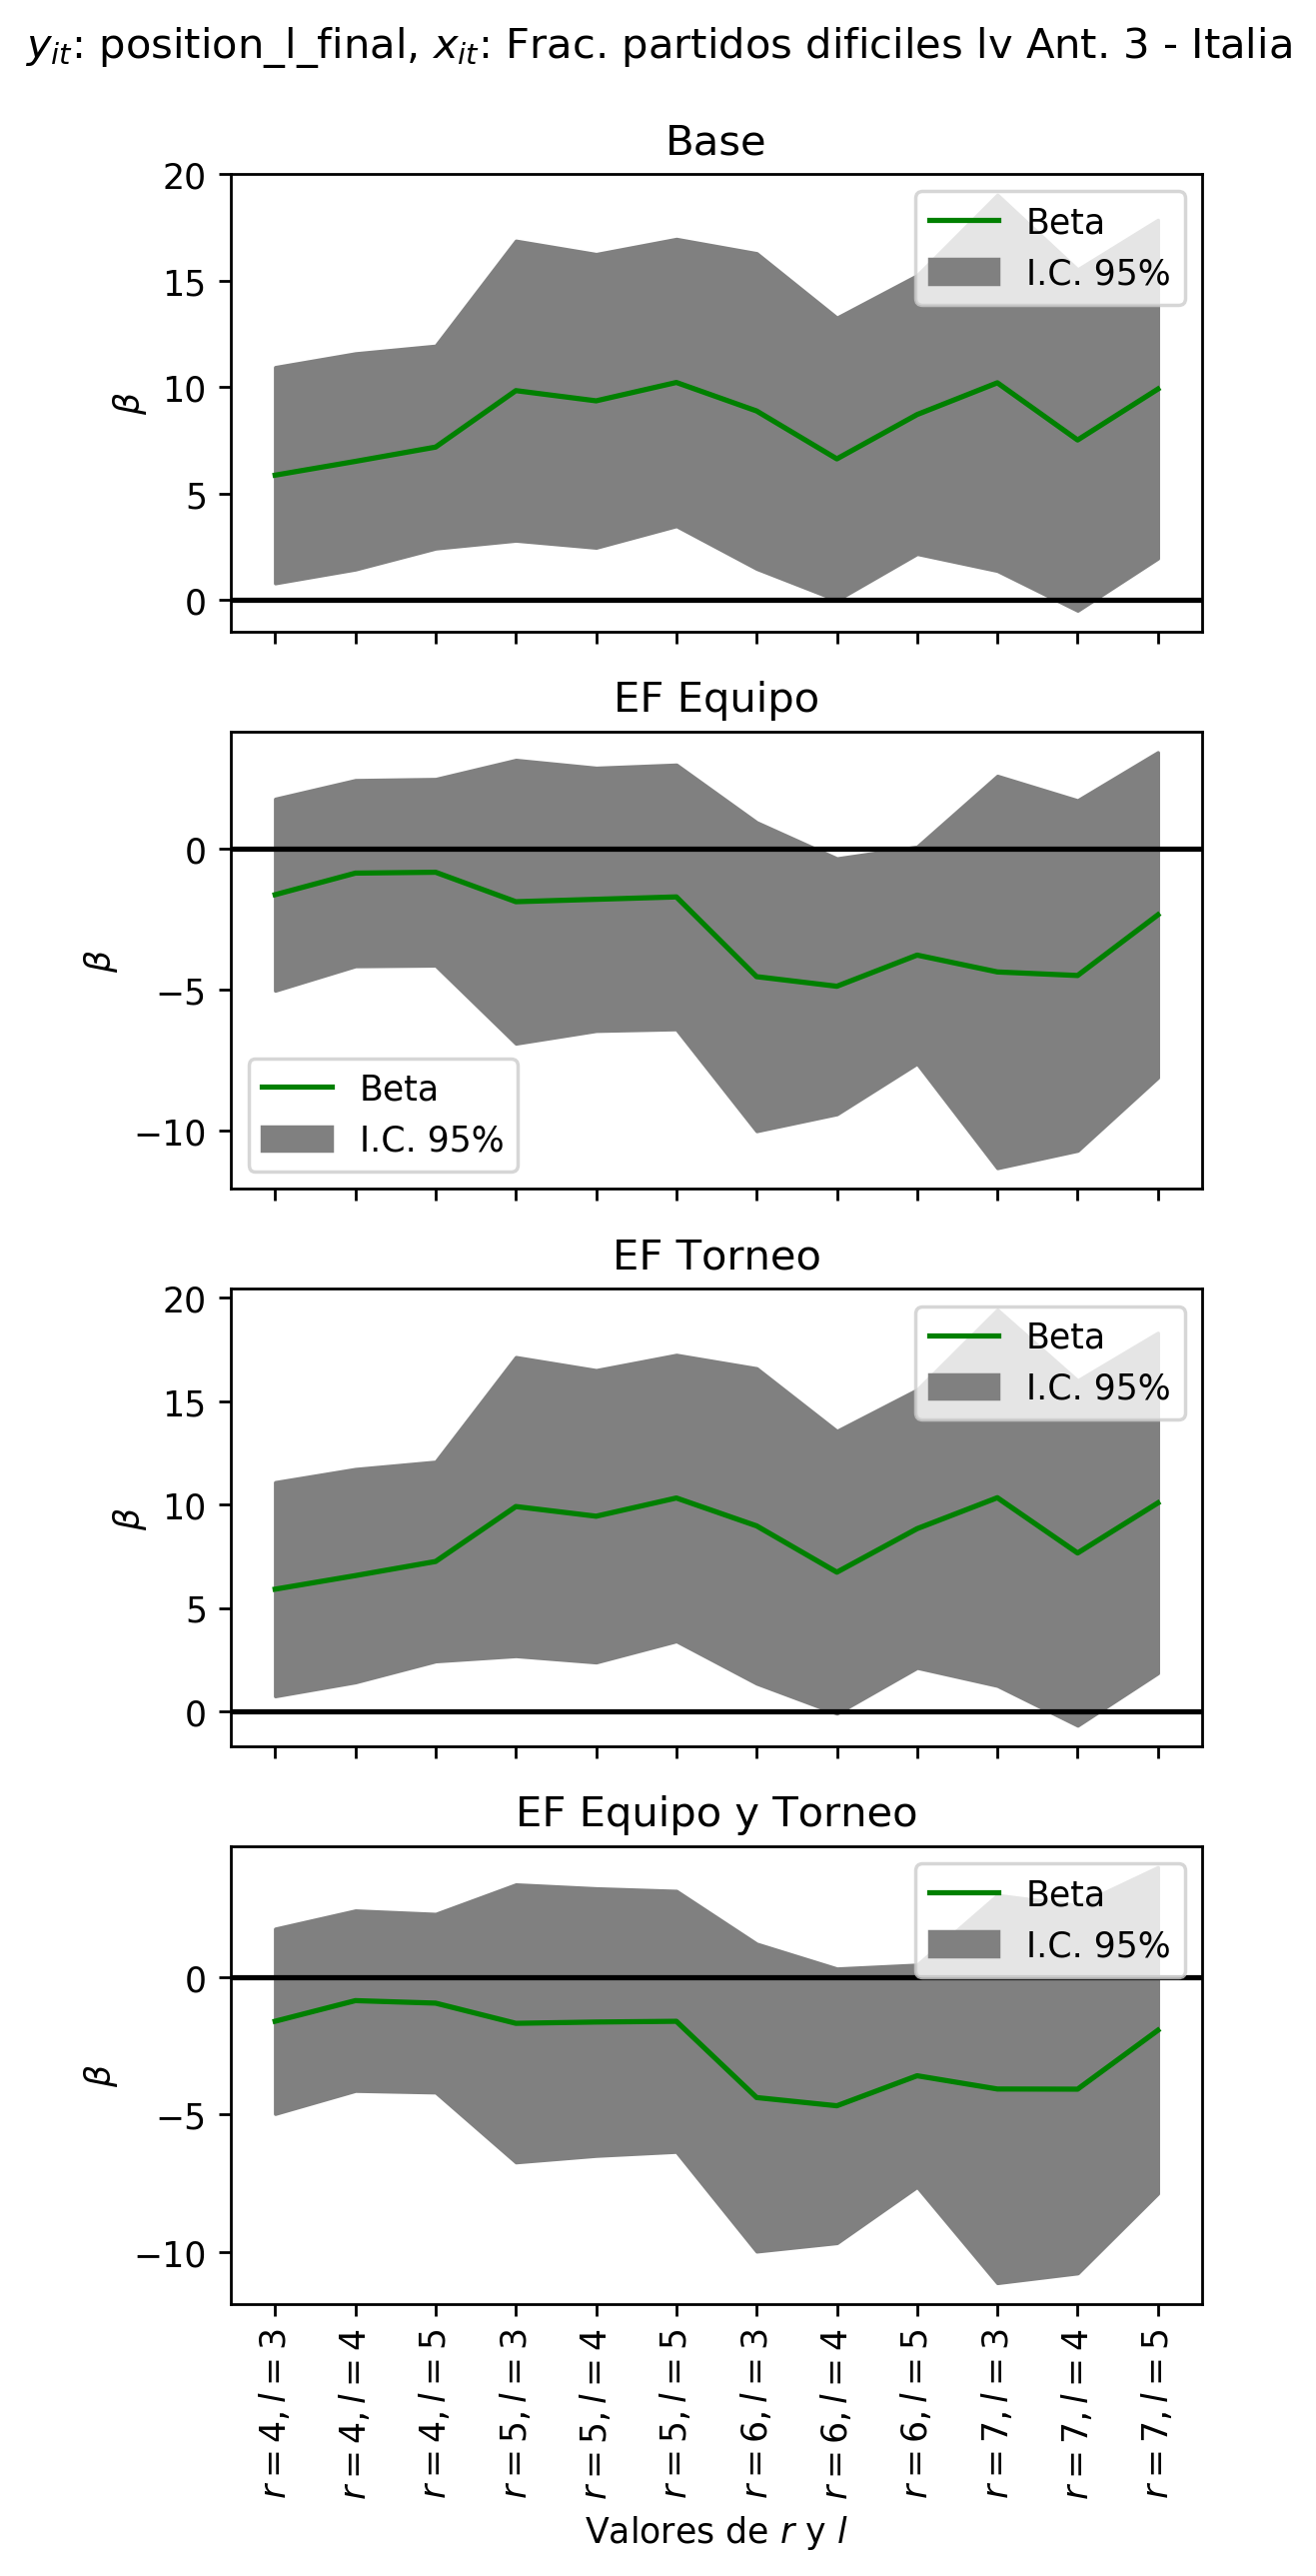 y_it: position_l_final, x_it: Frac. partidos dificiles lv Ant. 3 - Italia
Base
20
15
10
5
0
β
Beta
I.C. 95%
EF Equipo
0
−5
−10
β
Beta
I.C. 95%
EF Torneo
20
15
10
5
0
β
Beta
I.C. 95%
EF Equipo y Torneo
0
−5
−10
β
Beta
I.C. 95%
r = 4, l = 3
r = 4, l = 4
r = 4, l = 5
r = 5, l = 3
r = 5, l = 4
r = 5, l = 5
r = 6, l = 3
r = 6, l = 4
r = 6, l = 5
r = 7, l = 3
r = 7, l = 4
r = 7, l = 5
Valores de r y l